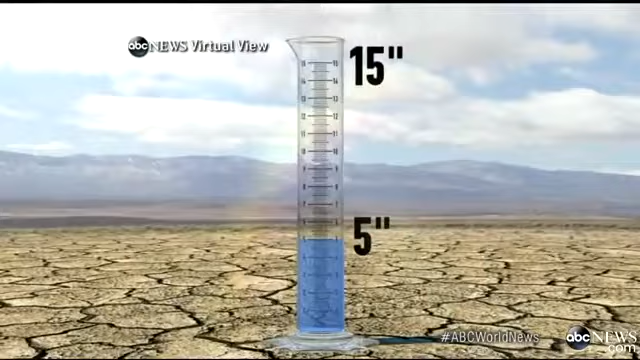 abc NEWS Virtual View
15"
5"
#ABCWorldNews
abc NEWS
.com